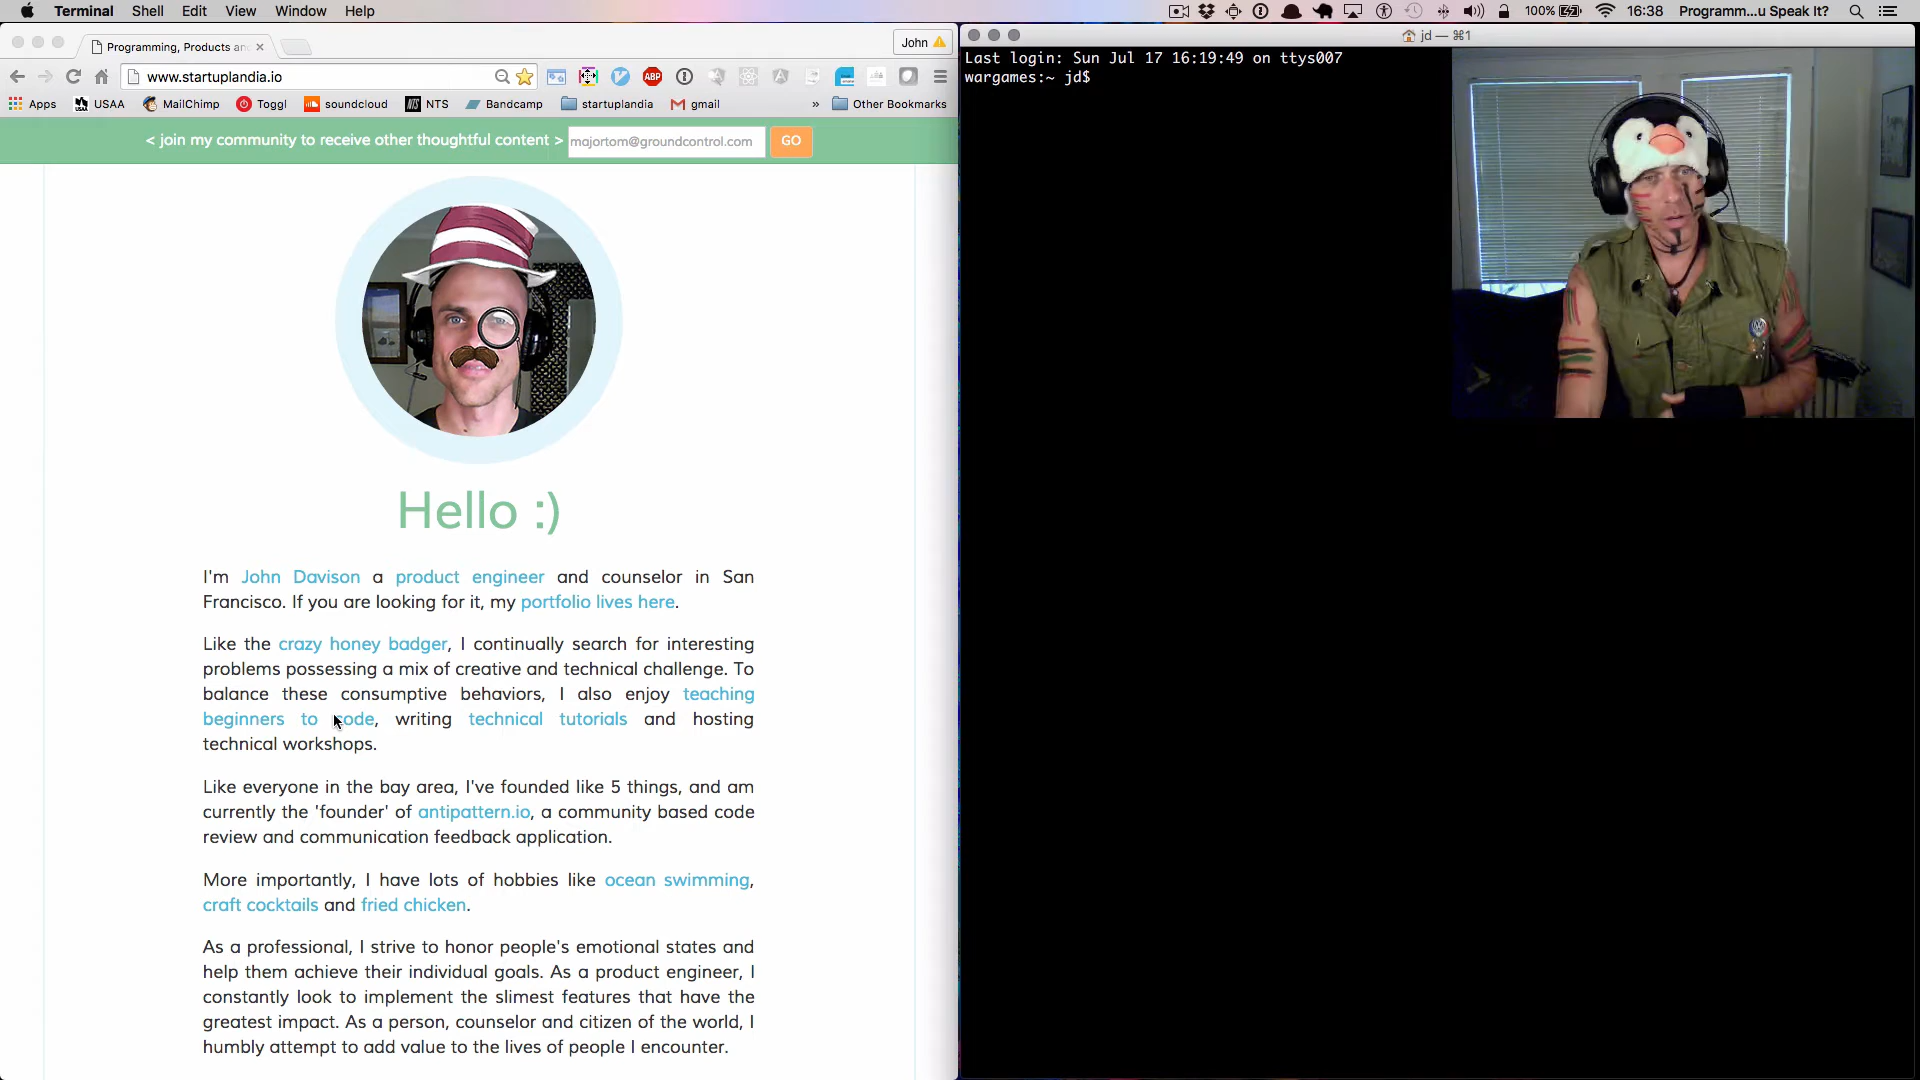 Terminal Shell Edit View Window Help 100% 16:38 Programm...u Speak It?
Programming, Products an
John
www.startuplandia.io
ABP
Apps USAA MailChimp Toggl soundcloud NTS Bandcamp startuplandia gmail » Other Bookmarks
< join my community to receive other thoughtful content > majortom@groundcontrol.com GO
Hello :)
I'm John Davison a product engineer and counselor in San
Francisco. If you are looking for it, my portfolio lives here.
Like the crazy honey badger, I continually search for interesting
problems possessing a mix of creative and technical challenge. To
balance these consumptive behaviors, I also enjoy teaching
beginners to code, writing technical tutorials and hosting
technical workshops.
Like everyone in the bay area, I've founded like 5 things, and am
currently the 'founder' of antipattern.io, a community based code
review and communication feedback application.
More importantly, I have lots of hobbies like ocean swimming,
craft cocktails and fried chicken.
As a professional, I strive to honor people's emotional states and
help them achieve their individual goals. As a product engineer, I
constantly look to implement the slimest features that have the
greatest impact. As a person, counselor and citizen of the world, I
humbly attempt to add value to the lives of people I encounter.
jd — ⌘1
Last login: Sun Jul 17 16:19:49 on ttys007
wargames:~ jd$